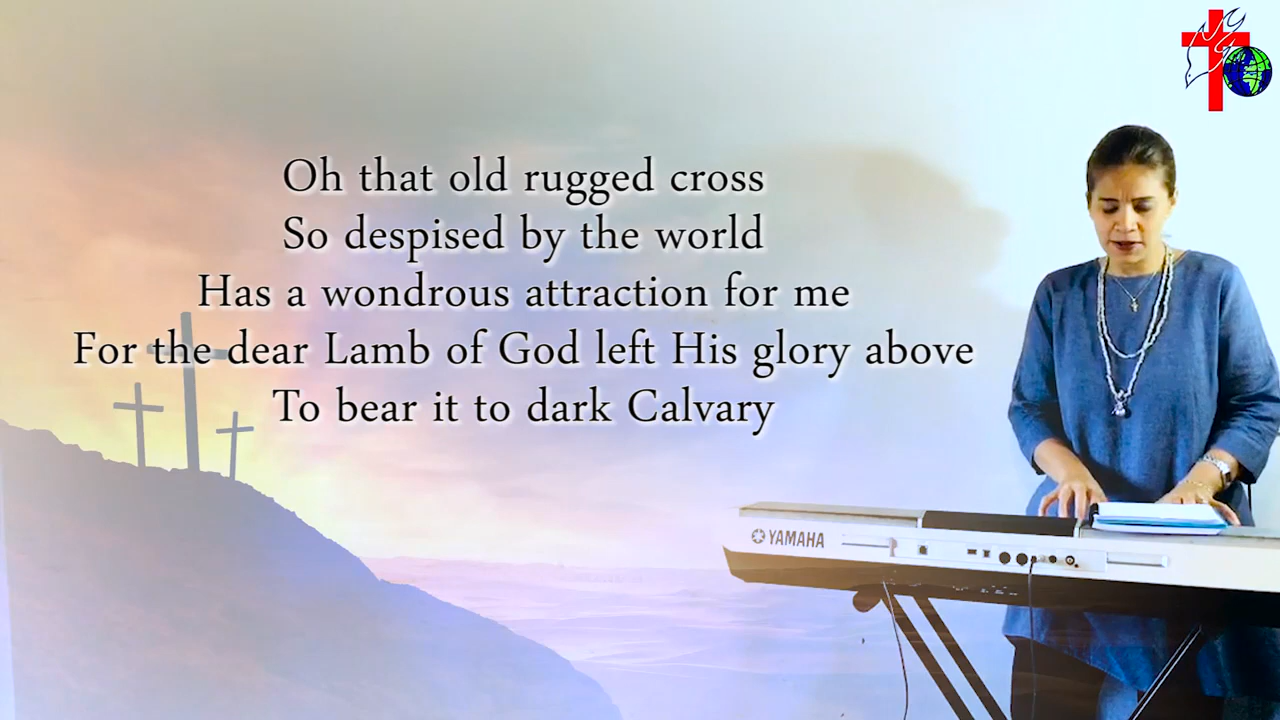 Oh that old rugged cross
So despised by the world
Has a wondrous attraction for me
For the dear Lamb of God left His glory above
To bear it to dark Calvary
YAMAHA